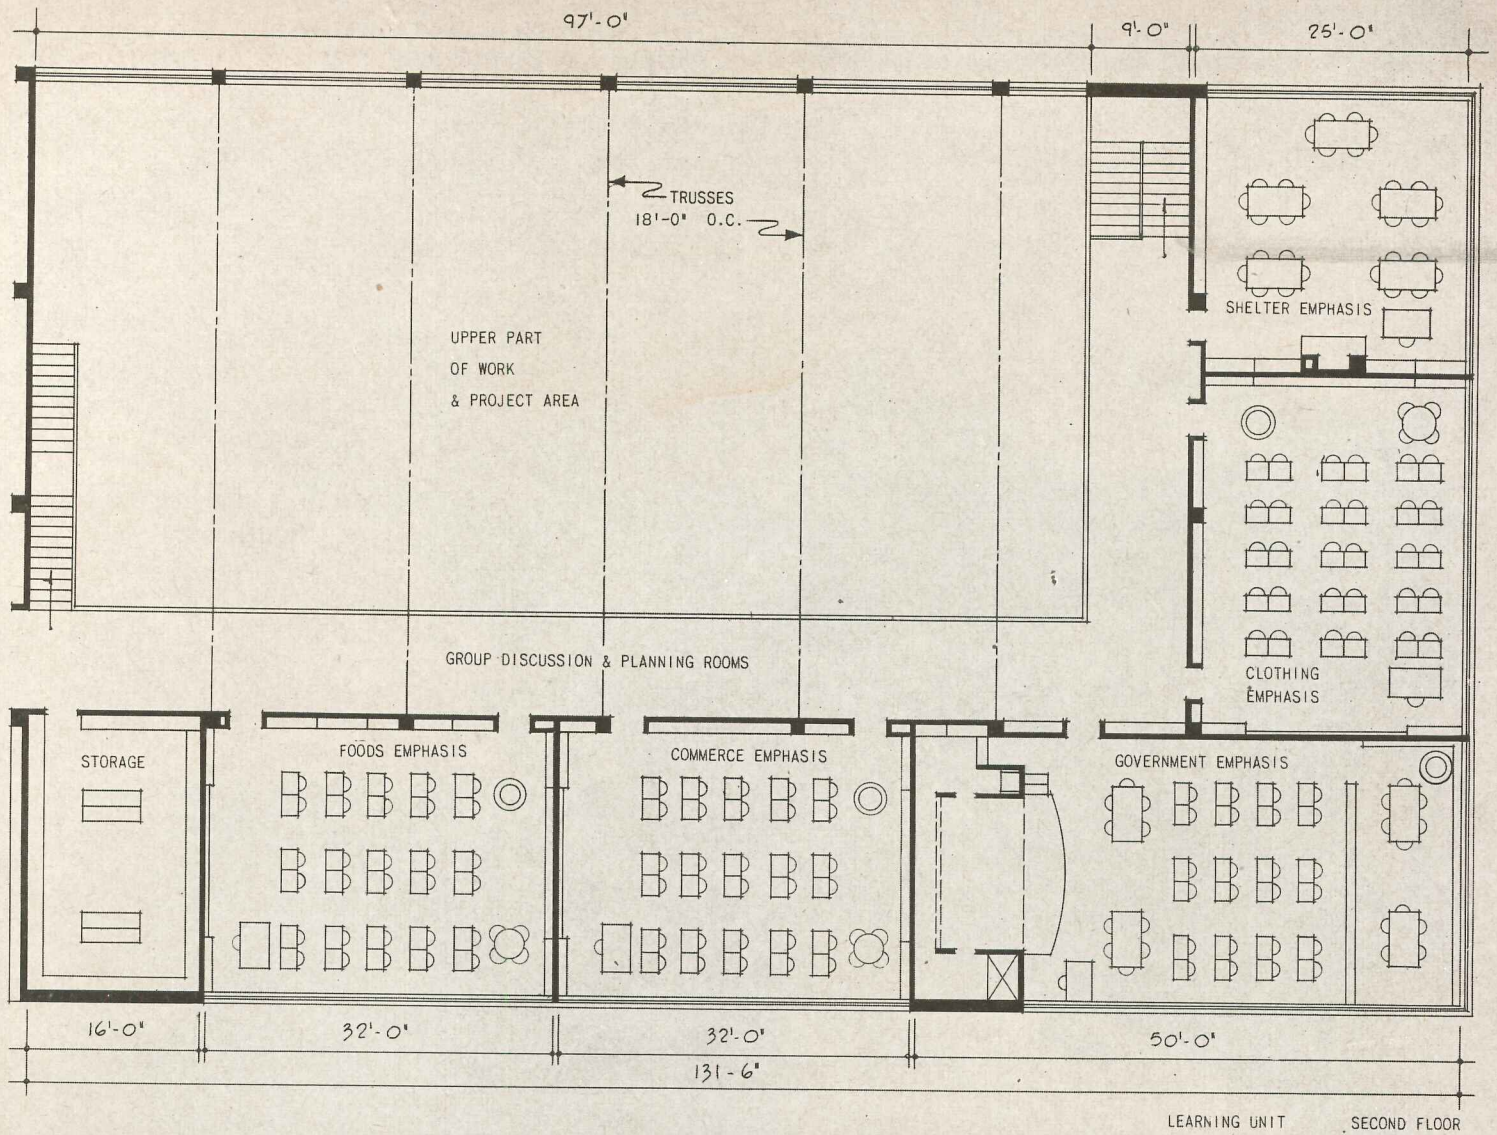 97'-0"
9'-0"
25'-0"
TRUSSES
18'-0" O.C.
SHELTER EMPHASIS
UPPER PART
OF WORK
& PROJECT AREA
GROUP DISCUSSION & PLANNING ROOMS
CLOTHING
EMPHASIS
STORAGE
FOODS EMPHASIS
COMMERCE EMPHASIS
GOVERNMENT EMPHASIS
16'-0"
32'-0"
32'-0"
50'-0"
131-6"
LEARNING UNIT SECOND FLOOR